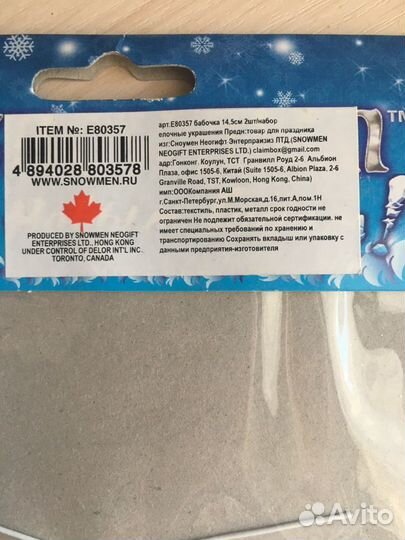 TM
ITEM №: E80357
4 894028 803578
WWW.SNOWMEN.RU
PRODUCED BY SNOWMEN NEOGIFT
ENTERPRISES LTD., HONG KONG
UNDER CONTROL OF DELOR INT'L INC.
TORONTO, CANADA
арт.E80357 бабочка 14.5см 2шт/набор
елочные украшения Предн:товар для праздника
изг:Сноумен Неогифт Энтерпраизиз ЛТД.(SNOWMEN
NEOGIFT ENTERPRISES LTD.) claimbox@gmail.com
адр:Гонконг. Коулун, ТСТ Гранвилл Роуд 2-6 Альбион
Плаза, офис 1505-6, Китай (Suite 1505-6, Albion Plaza, 2-6
Granville Road, TST, Kowloon, Hong Kong, China)
имп:ОООКомпания АШ
г.Санкт-Петербург,ул.М.Морская,д.16,лит.А,пом.1Н
Состав:текстиль, пластик, металл срок годности не
ограничен Не подлежит обязательной сертификации. не
имеет специальных требований по хранению и
транспортированию Сохранять вкладыш или упаковку с
данными предприятия-изготовителя
Avito